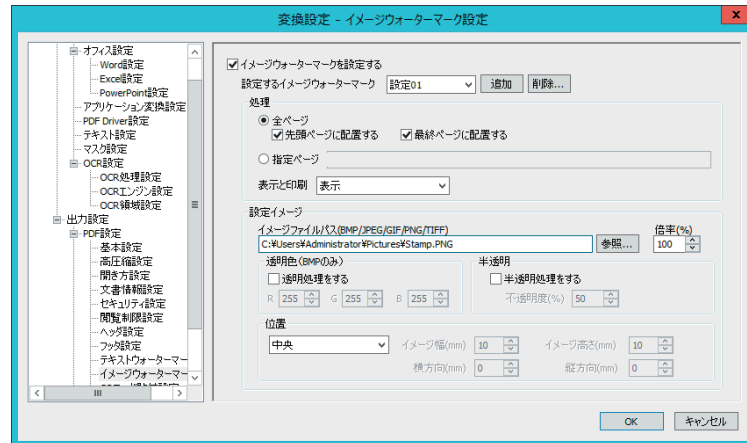 変換設定 - イメージウォーターマーク設定
x
オフィス設定
Word設定
Excel設定
PowerPoint設定
アプリケーション変換設定
PDF Driver設定
テキスト設定
マスク設定
OCR設定
OCR処理設定
OCRエンジン設定
OCR領域設定
出力設定
PDF設定
基本設定
高圧縮設定
開き方設定
文書情報設定
セキュリティ設定
閲覧制限設定
ヘッダ設定
フッタ設定
テキストウォーターマー
イメージウォーターマー
イメージウォーターマークを設定する
設定するイメージウォーターマーク 設定01 追加 削除...
処理
全ページ
先頭ページに配置する 最終ページに配置する
指定ページ
表示と印刷 表示
設定イメージ
イメージファイルパス(BMP/JPEG/GIF/PNG/TIFF) 倍率(%)
C:¥Users¥Administrator¥Pictures¥Stamp.PNG 参照... 100
透明色(BMPのみ) 半透明
透明処理をする 半透明処理をする
R 255 G 255 B 255 不透明度(%) 50
位置
中央 イメージ幅(mm) 10 イメージ高さ(mm) 10
横方向(mm) 0 縦方向(mm) 0
OK キャンセル